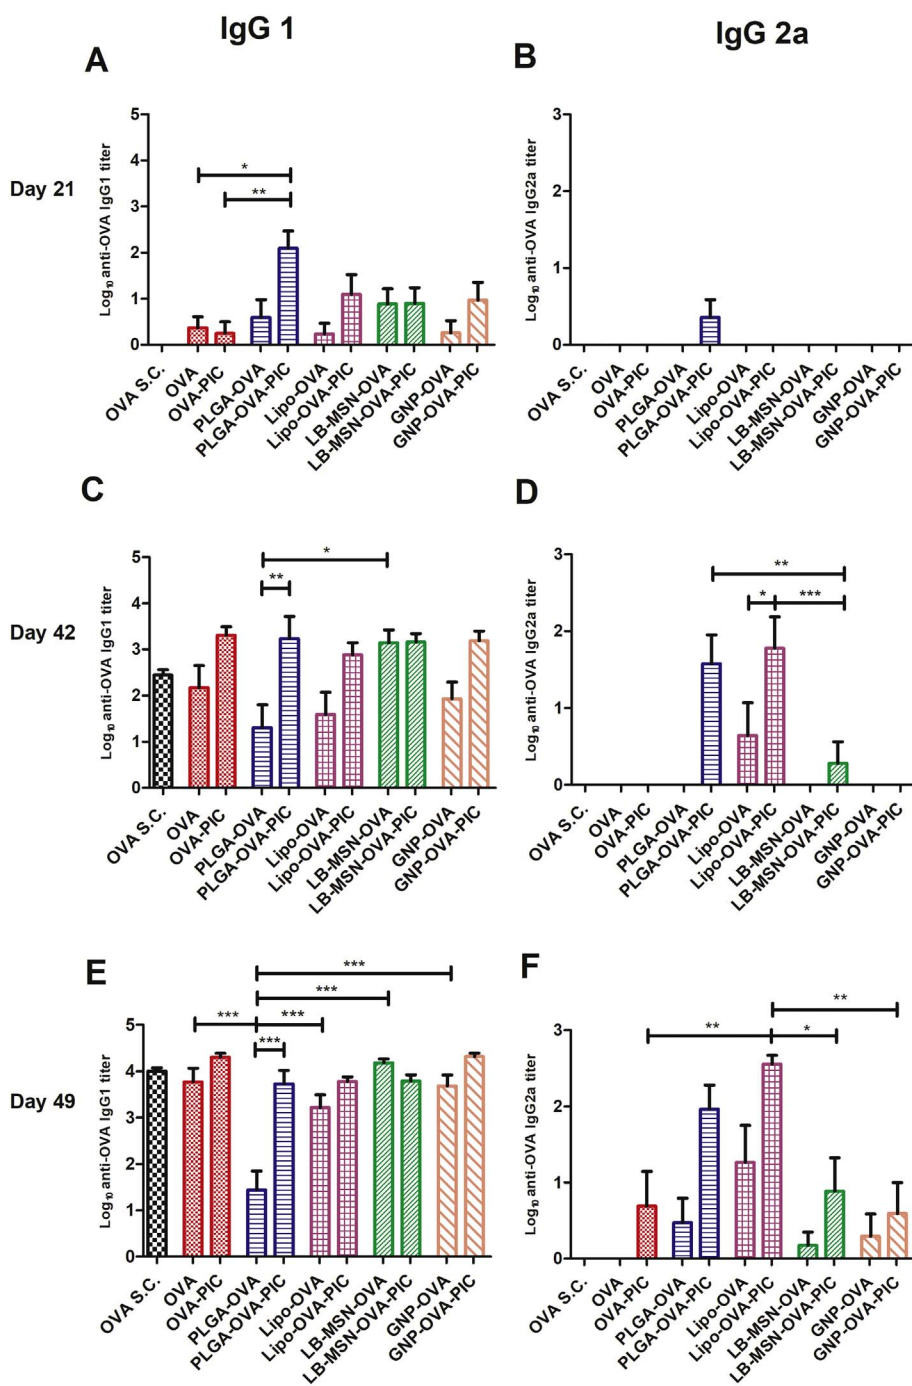 IgG 1
IgG 2a
A
B
Day 21
Log₁₀ anti-OVA IgG1 titer
5
4
3
2
1
0
*
**
OVA S.C.
OVA
OVA-PIC
PLGA-OVA
PLGA-OVA-PIC
Lipo-OVA
Lipo-OVA-PIC
LB-MSN-OVA
LB-MSN-OVA-PIC
GNP-OVA
GNP-OVA-PIC
Log₁₀ anti-OVA IgG2a titer
3
2
1
0
OVA S.C.
OVA
OVA-PIC
PLGA-OVA
PLGA-OVA-PIC
Lipo-OVA
Lipo-OVA-PIC
LB-MSN-OVA
LB-MSN-OVA-PIC
GNP-OVA
GNP-OVA-PIC
C
D
Day 42
Log₁₀ anti-OVA IgG1 titer
5
4
3
2
1
0
*
**
OVA S.C.
OVA
OVA-PIC
PLGA-OVA
PLGA-OVA-PIC
Lipo-OVA
Lipo-OVA-PIC
LB-MSN-OVA
LB-MSN-OVA-PIC
GNP-OVA
GNP-OVA-PIC
Log₁₀ anti-OVA IgG2a titer
3
2
1
0
**
* ***
OVA S.C.
OVA
OVA-PIC
PLGA-OVA
PLGA-OVA-PIC
Lipo-OVA
Lipo-OVA-PIC
LB-MSN-OVA
LB-MSN-OVA-PIC
GNP-OVA
GNP-OVA-PIC
E
F
Day 49
Log₁₀ anti-OVA IgG1 titer
5
4
3
2
1
0
***
***
*** ***
***
OVA S.C.
OVA
OVA-PIC
PLGA-OVA
PLGA-OVA-PIC
Lipo-OVA
Lipo-OVA-PIC
LB-MSN-OVA
LB-MSN-OVA-PIC
GNP-OVA
GNP-OVA-PIC
Log₁₀ anti-OVA IgG2a titer
3
2
1
0
**
** *
OVA S.C.
OVA
OVA-PIC
PLGA-OVA
PLGA-OVA-PIC
Lipo-OVA
Lipo-OVA-PIC
LB-MSN-OVA
LB-MSN-OVA-PIC
GNP-OVA
GNP-OVA-PIC